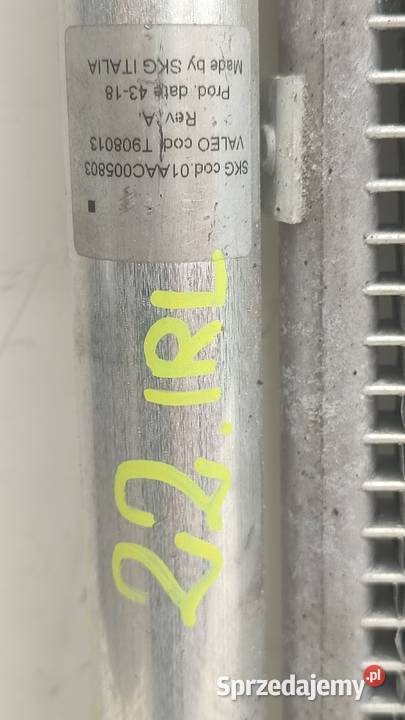 SKG cod.01AAC005803
VALEO cod. T908013
Rev. A.
Prod. date 43-18
Made by SKG ITALIA
22.IRL
Sprzedajemy.pl